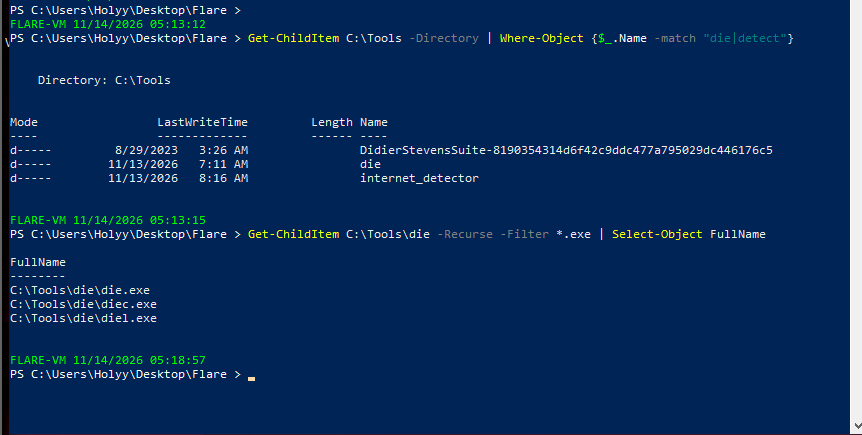 PS C:\Users\Holyy\Desktop\Flare >
FLARE-VM 11/14/2026 05:13:12
PS C:\Users\Holyy\Desktop\Flare > Get-ChildItem C:\Tools -Directory | Where-Object {$_.Name -match "die|detect"}
Directory: C:\Tools
Mode LastWriteTime Length Name
---- ------------- ------ ----
d----- 8/29/2023 3:26 AM DidierStevensSuite-8190354314d6f42c9ddc477a795029dc446176c5
d----- 11/13/2026 7:11 AM die
d----- 11/13/2026 8:16 AM internet_detector
FLARE-VM 11/14/2026 05:13:15
PS C:\Users\Holyy\Desktop\Flare > Get-ChildItem C:\Tools\die -Recurse -Filter *.exe | Select-Object FullName
FullName
--------
C:\Tools\die\die.exe
C:\Tools\die\diec.exe
C:\Tools\die\diel.exe
FLARE-VM 11/14/2026 05:18:57
PS C:\Users\Holyy\Desktop\Flare >